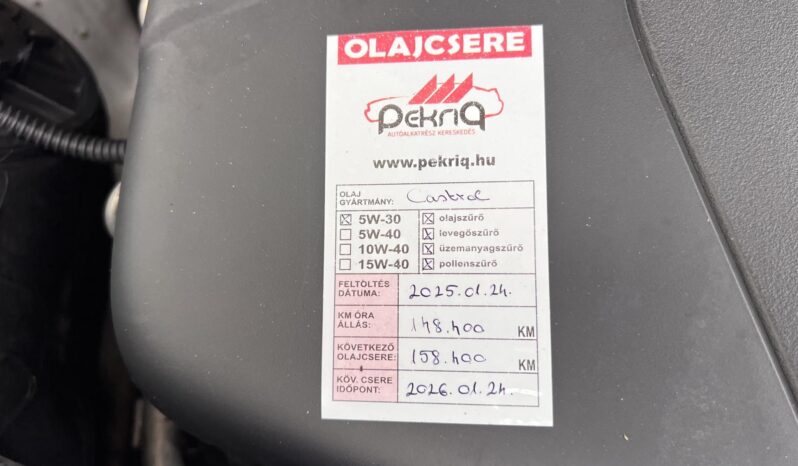 OLAJCSERE
PEKRIQ
AUTÓALKATRÉSZ KERESKEDÉS
www.pekriq.hu
OLAJ GYÁRTMÁNY: Castrol
☒ 5W-30 ☒ olajszűrő
☐ 5W-40 ☒ levegőszűrő
☐ 10W-40 ☒ üzemanyagszűrő
☐ 15W-40 ☒ pollenszűrő
FELTÖLTÉS
DÁTUMA: 2025.01.24.
KM ÓRA
ÁLLÁS: 148.400 KM
KÖVETKEZŐ
OLAJCSERE: 158.400 KM
KÖV. CSERE
IDŐPONT: 2026.01.24.